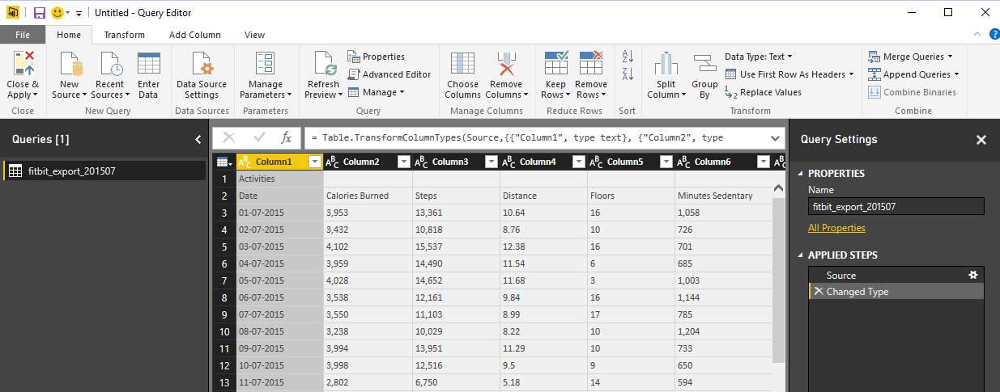 Untitled - Query Editor
File Home Transform Add Column View
Close & Apply
New Source
Recent Sources
Enter Data
Data Source Settings
Manage Parameters
Refresh Preview
Properties
Advanced Editor
Manage
Choose Columns
Remove Columns
Keep Rows
Remove Rows
Split Column
Group By
Data Type: Text
Use First Row As Headers
Replace Values
Merge Queries
Append Queries
Combine Binaries
Close New Query Data Sources Parameters Query Manage Columns Reduce Rows Sort Transform Combine
Queries [1]
fitbit_export_201507
fx = Table.TransformColumnTypes(Source,{{"Column1", type text}, {"Column2", type
Column1 Column2 Column3 Column4 Column5 Column6
1 Activities
2 Date Calories Burned Steps Distance Floors Minutes Sedentary
3 01-07-2015 3,953 13,361 10.64 16 1,058
4 02-07-2015 3,432 10,818 8.76 10 726
5 03-07-2015 4,102 15,537 12.38 16 701
6 04-07-2015 3,959 14,490 11.54 6 685
7 05-07-2015 4,028 14,652 11.68 3 1,003
8 06-07-2015 3,538 12,161 9.84 16 1,144
9 07-07-2015 3,550 11,103 8.99 17 785
10 08-07-2015 3,238 10,029 8.22 10 1,204
11 09-07-2015 3,994 13,951 11.29 10 733
12 10-07-2015 3,998 12,516 9.5 9 650
13 11-07-2015 2,802 6,750 5.18 14 594
Query Settings
PROPERTIES
Name
fitbit_export_201507
All Properties
APPLIED STEPS
Source
Changed Type